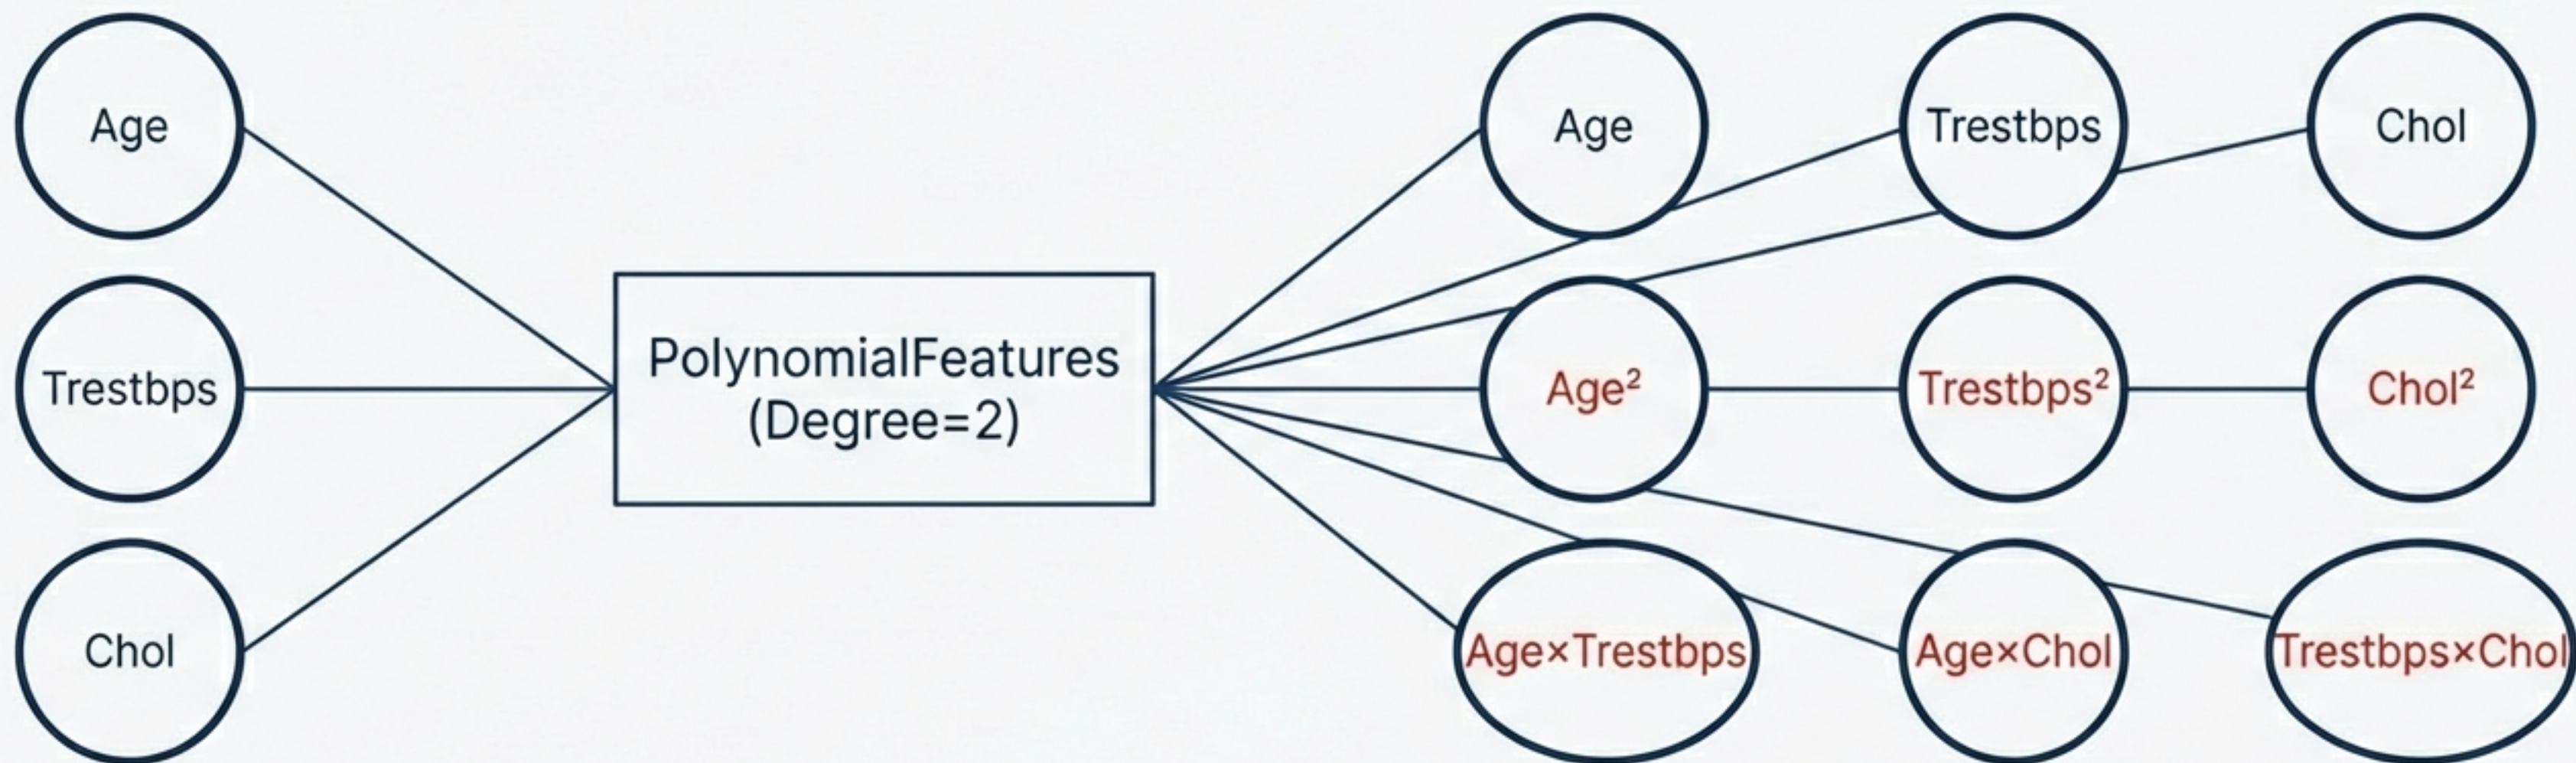 Age
Trestbps
Chol
PolynomialFeatures
(Degree=2)
Age
Trestbps
Chol
Age²
Trestbps²
Chol²
Age×Trestbps
Age×Chol
Trestbps×Chol